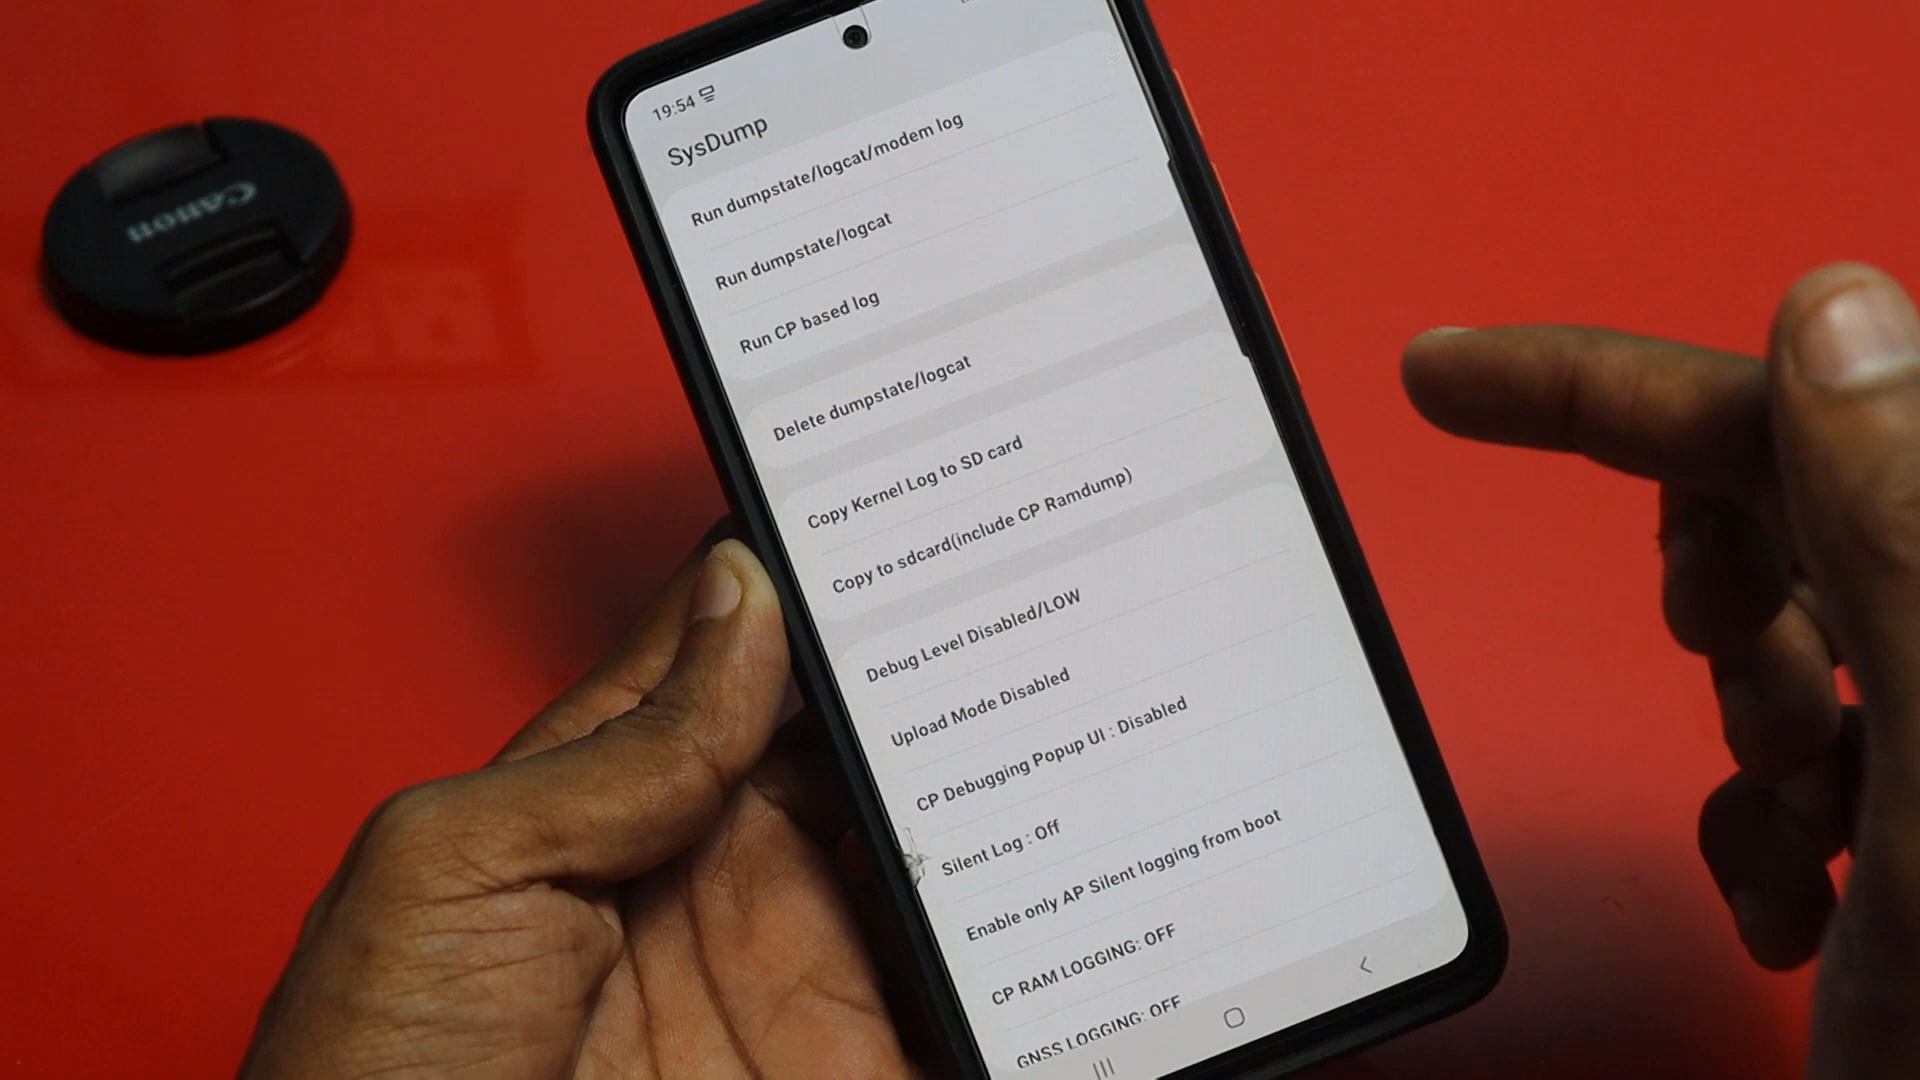 Canon
19:54
SysDump
Run dumpstate/logcat/modem log
Run dumpstate/logcat
Run CP based log
Delete dumpstate/logcat
Copy Kernel Log to SD card
Copy to sdcard(include CP Ramdump)
Debug Level Disabled/LOW
Upload Mode Disabled
CP Debugging Popup UI : Disabled
Silent Log : Off
Enable only AP Silent logging from boot
CP RAM LOGGING: OFF
GNSS LOGGING: OFF